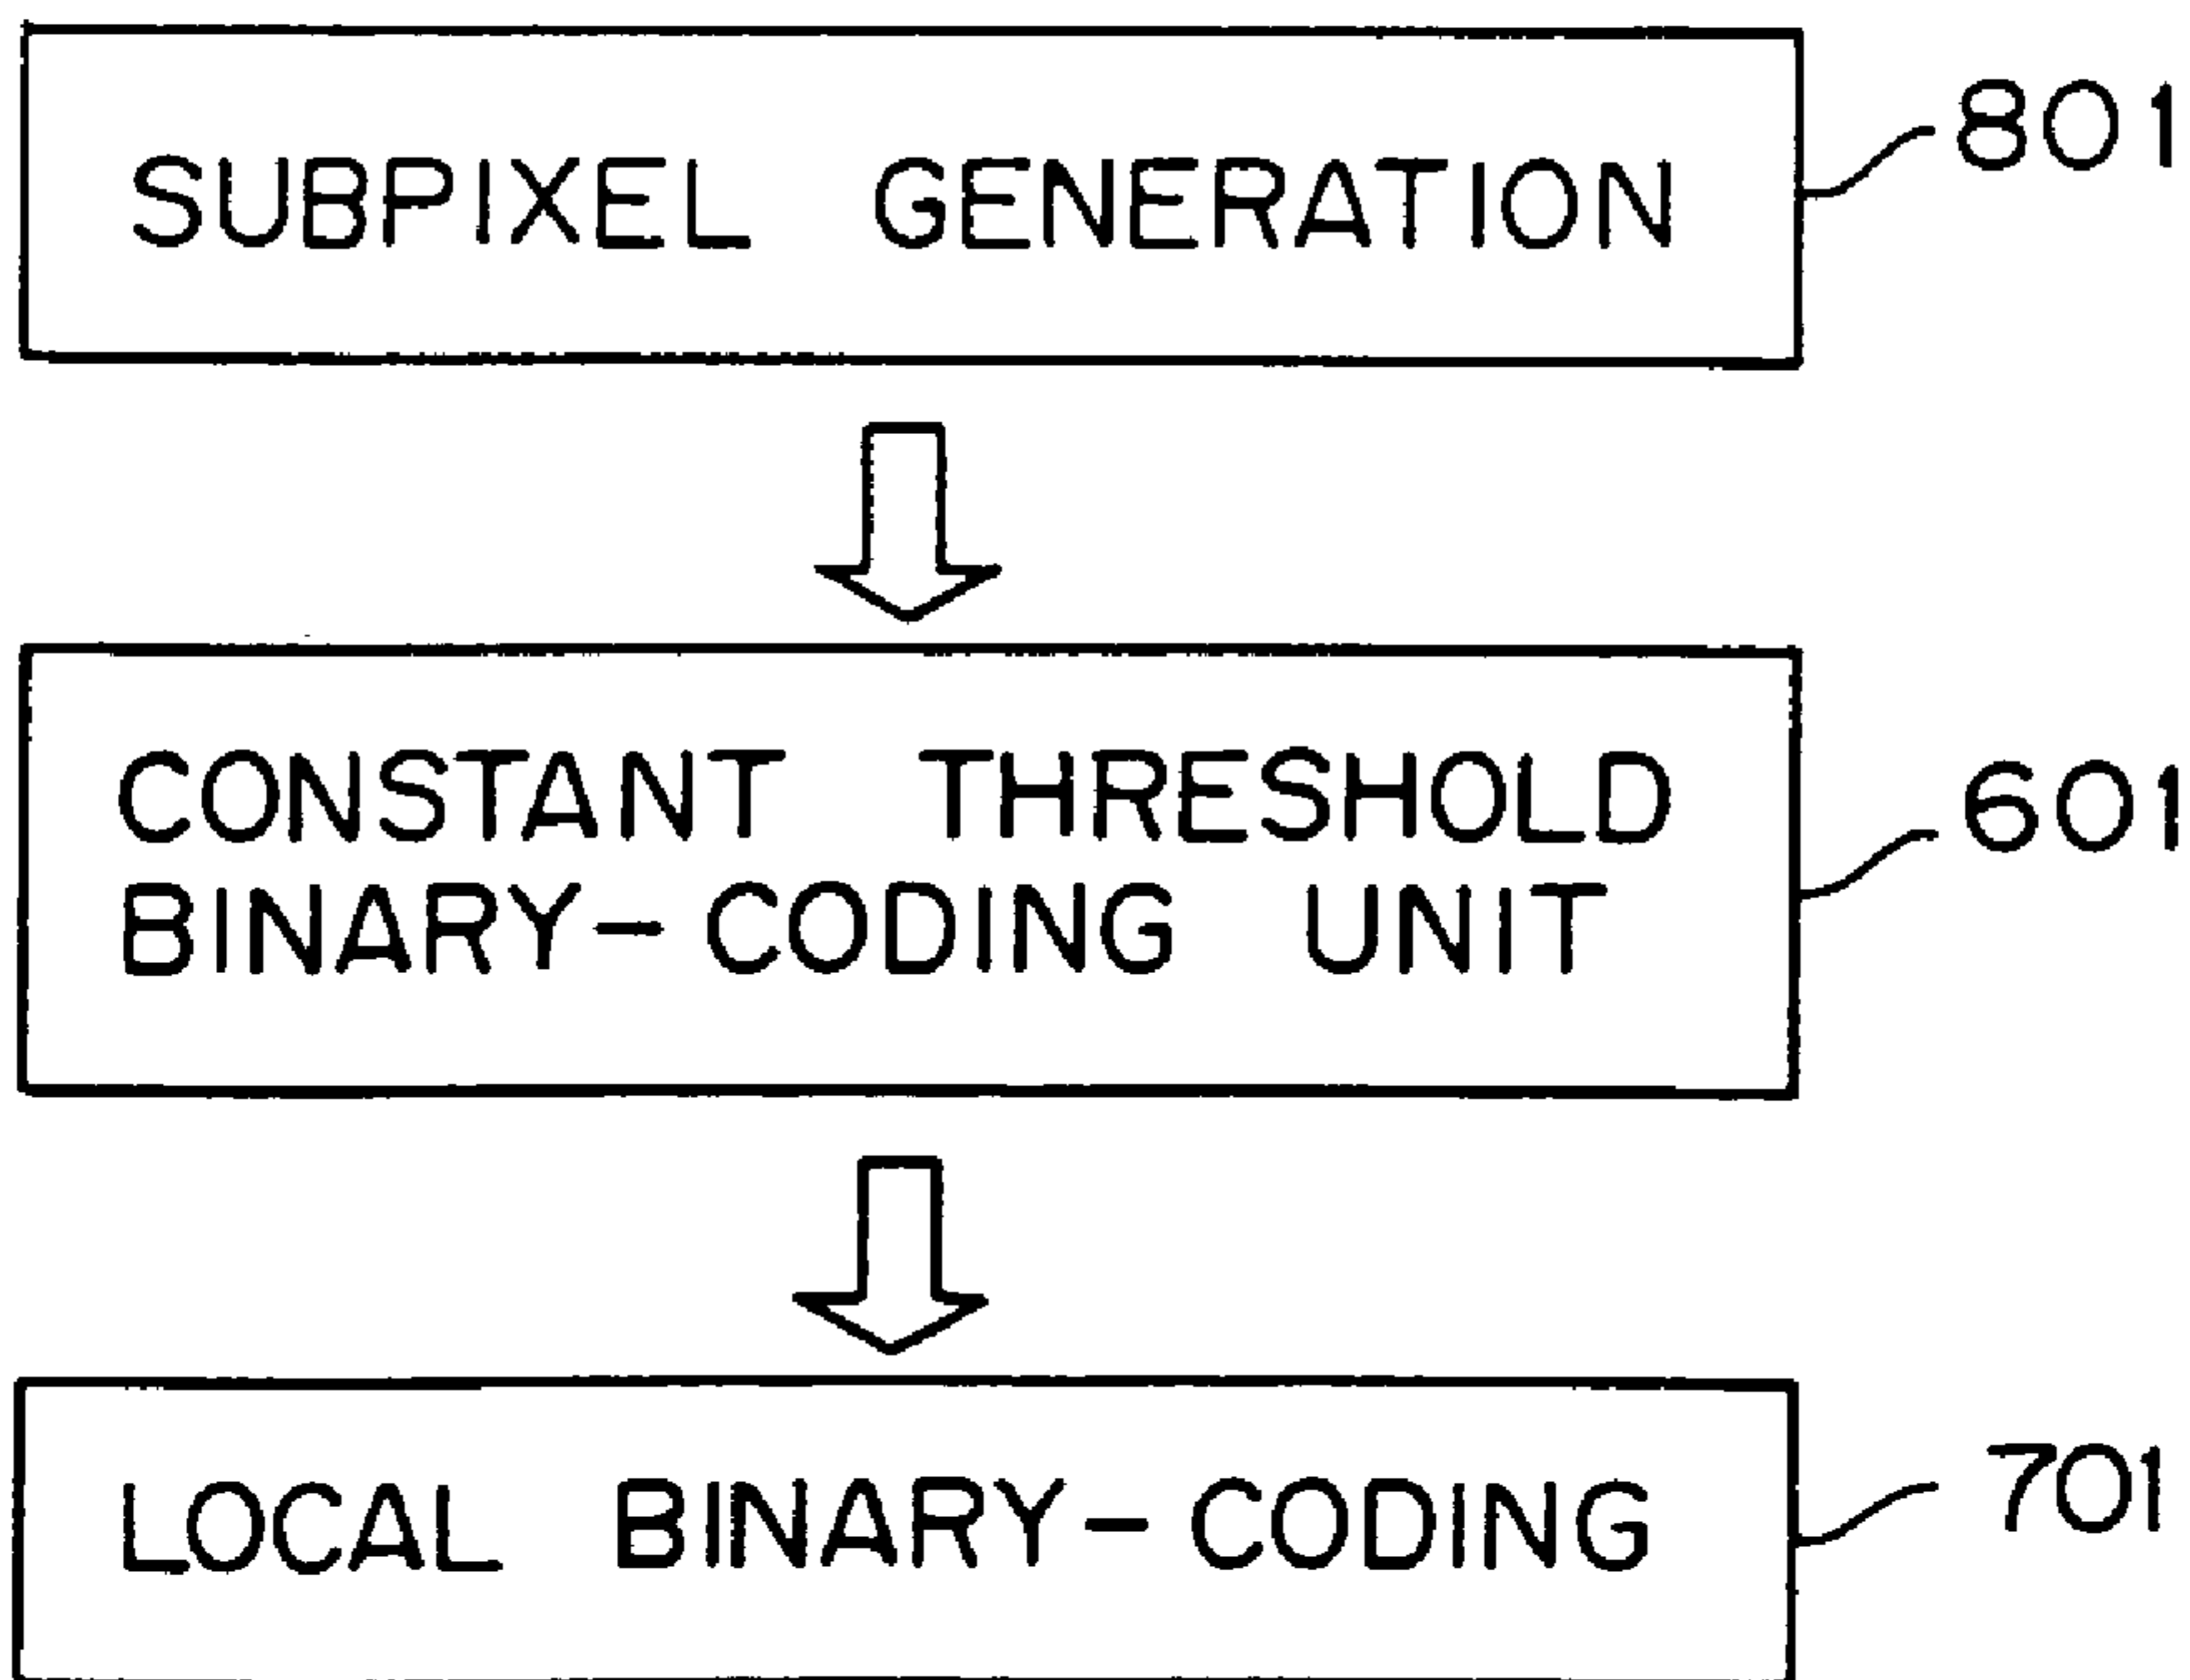 SUBPIXEL GENERATION
801
CONSTANT THRESHOLD
BINARY-CODING UNIT
601
LOCAL BINARY-CODING
701